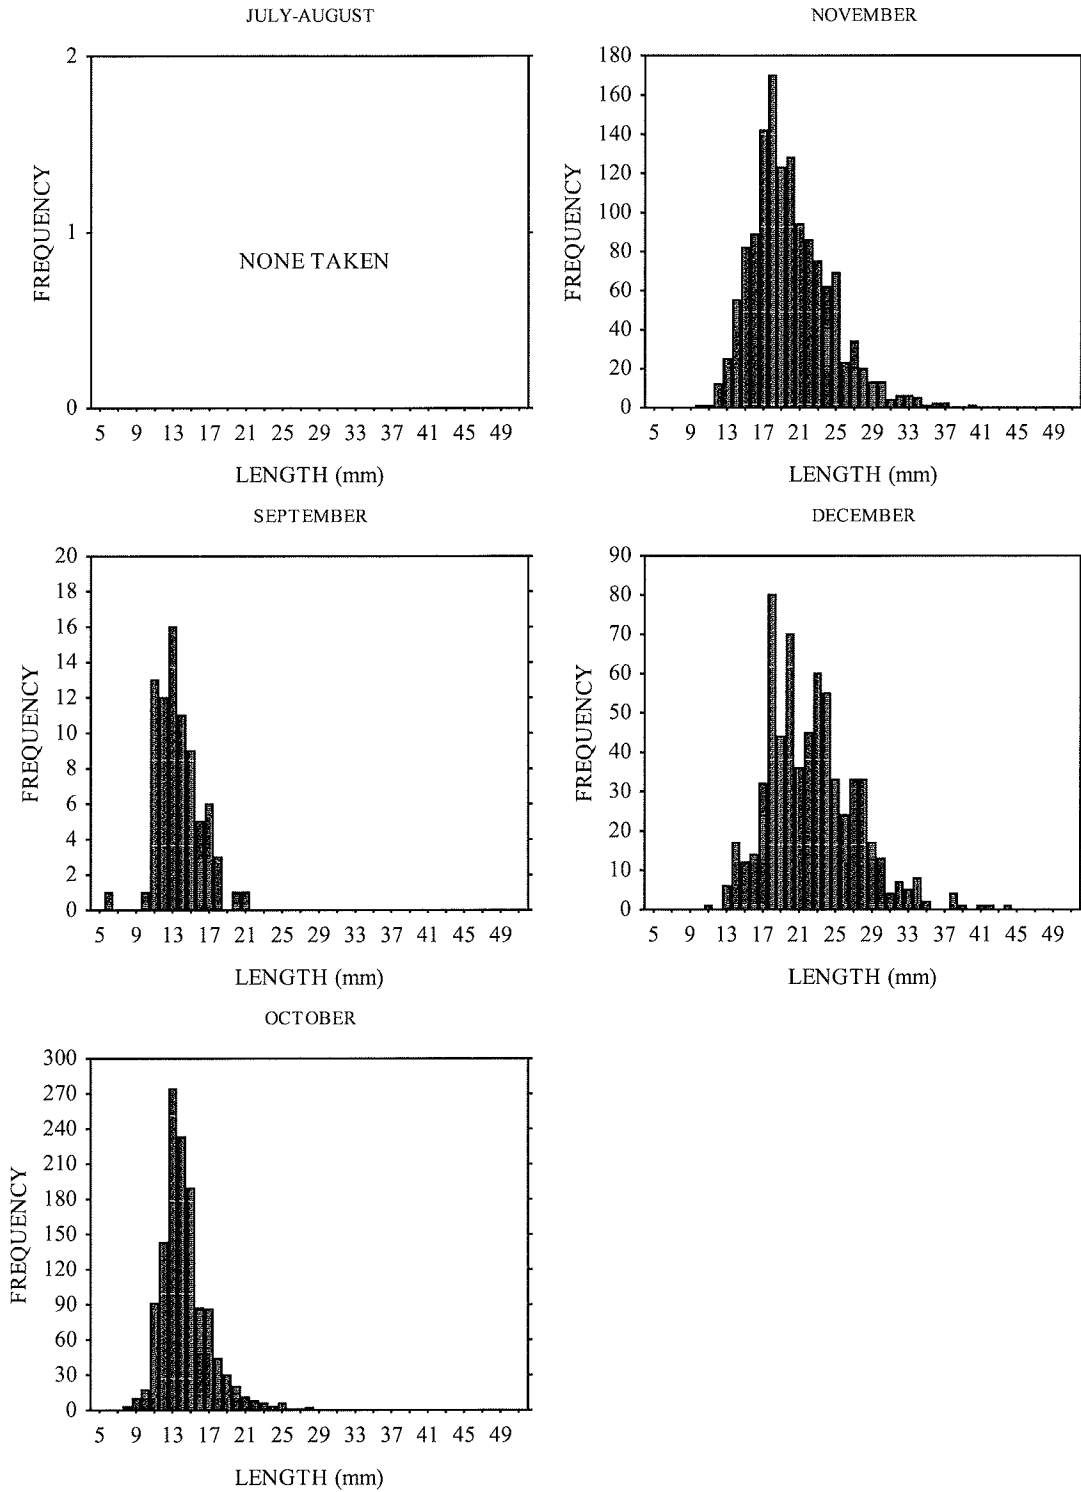 JULY-AUGUST
2
1
0
FREQUENCY
NONE TAKEN
5 9 13 17 21 25 29 33 37 41 45 49
LENGTH (mm)
SEPTEMBER
20
18
16
14
12
10
8
6
4
2
0
FREQUENCY
5 9 13 17 21 25 29 33 37 41 45 49
LENGTH (mm)
OCTOBER
300
270
240
210
180
150
120
90
60
30
0
FREQUENCY
5 9 13 17 21 25 29 33 37 41 45 49
LENGTH (mm)
NOVEMBER
180
160
140
120
100
80
60
40
20
0
FREQUENCY
5 9 13 17 21 25 29 33 37 41 45 49
LENGTH (mm)
DECEMBER
90
80
70
60
50
40
30
20
10
0
FREQUENCY
5 9 13 17 21 25 29 33 37 41 45 49
LENGTH (mm)